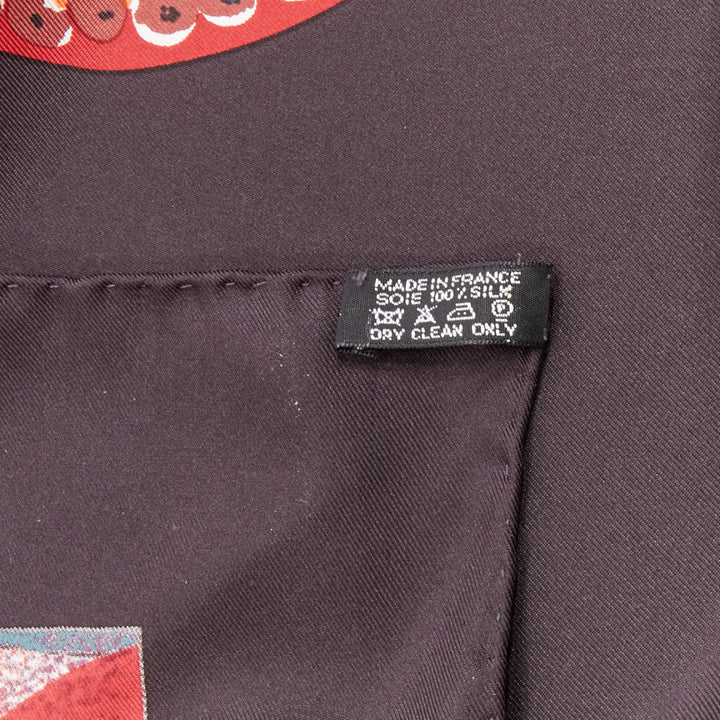 MADE IN FRANCE
SOIE 100% SILK
P
DRY CLEAN ONLY